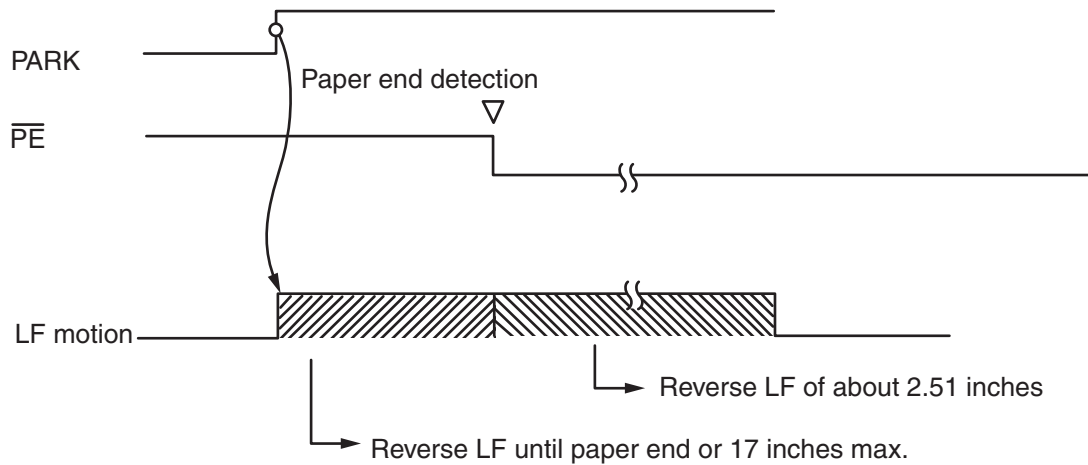 PARK
Paper end detection
P̅E̅
LF motion
Reverse LF of about 2.51 inches
Reverse LF until paper end or 17 inches max.